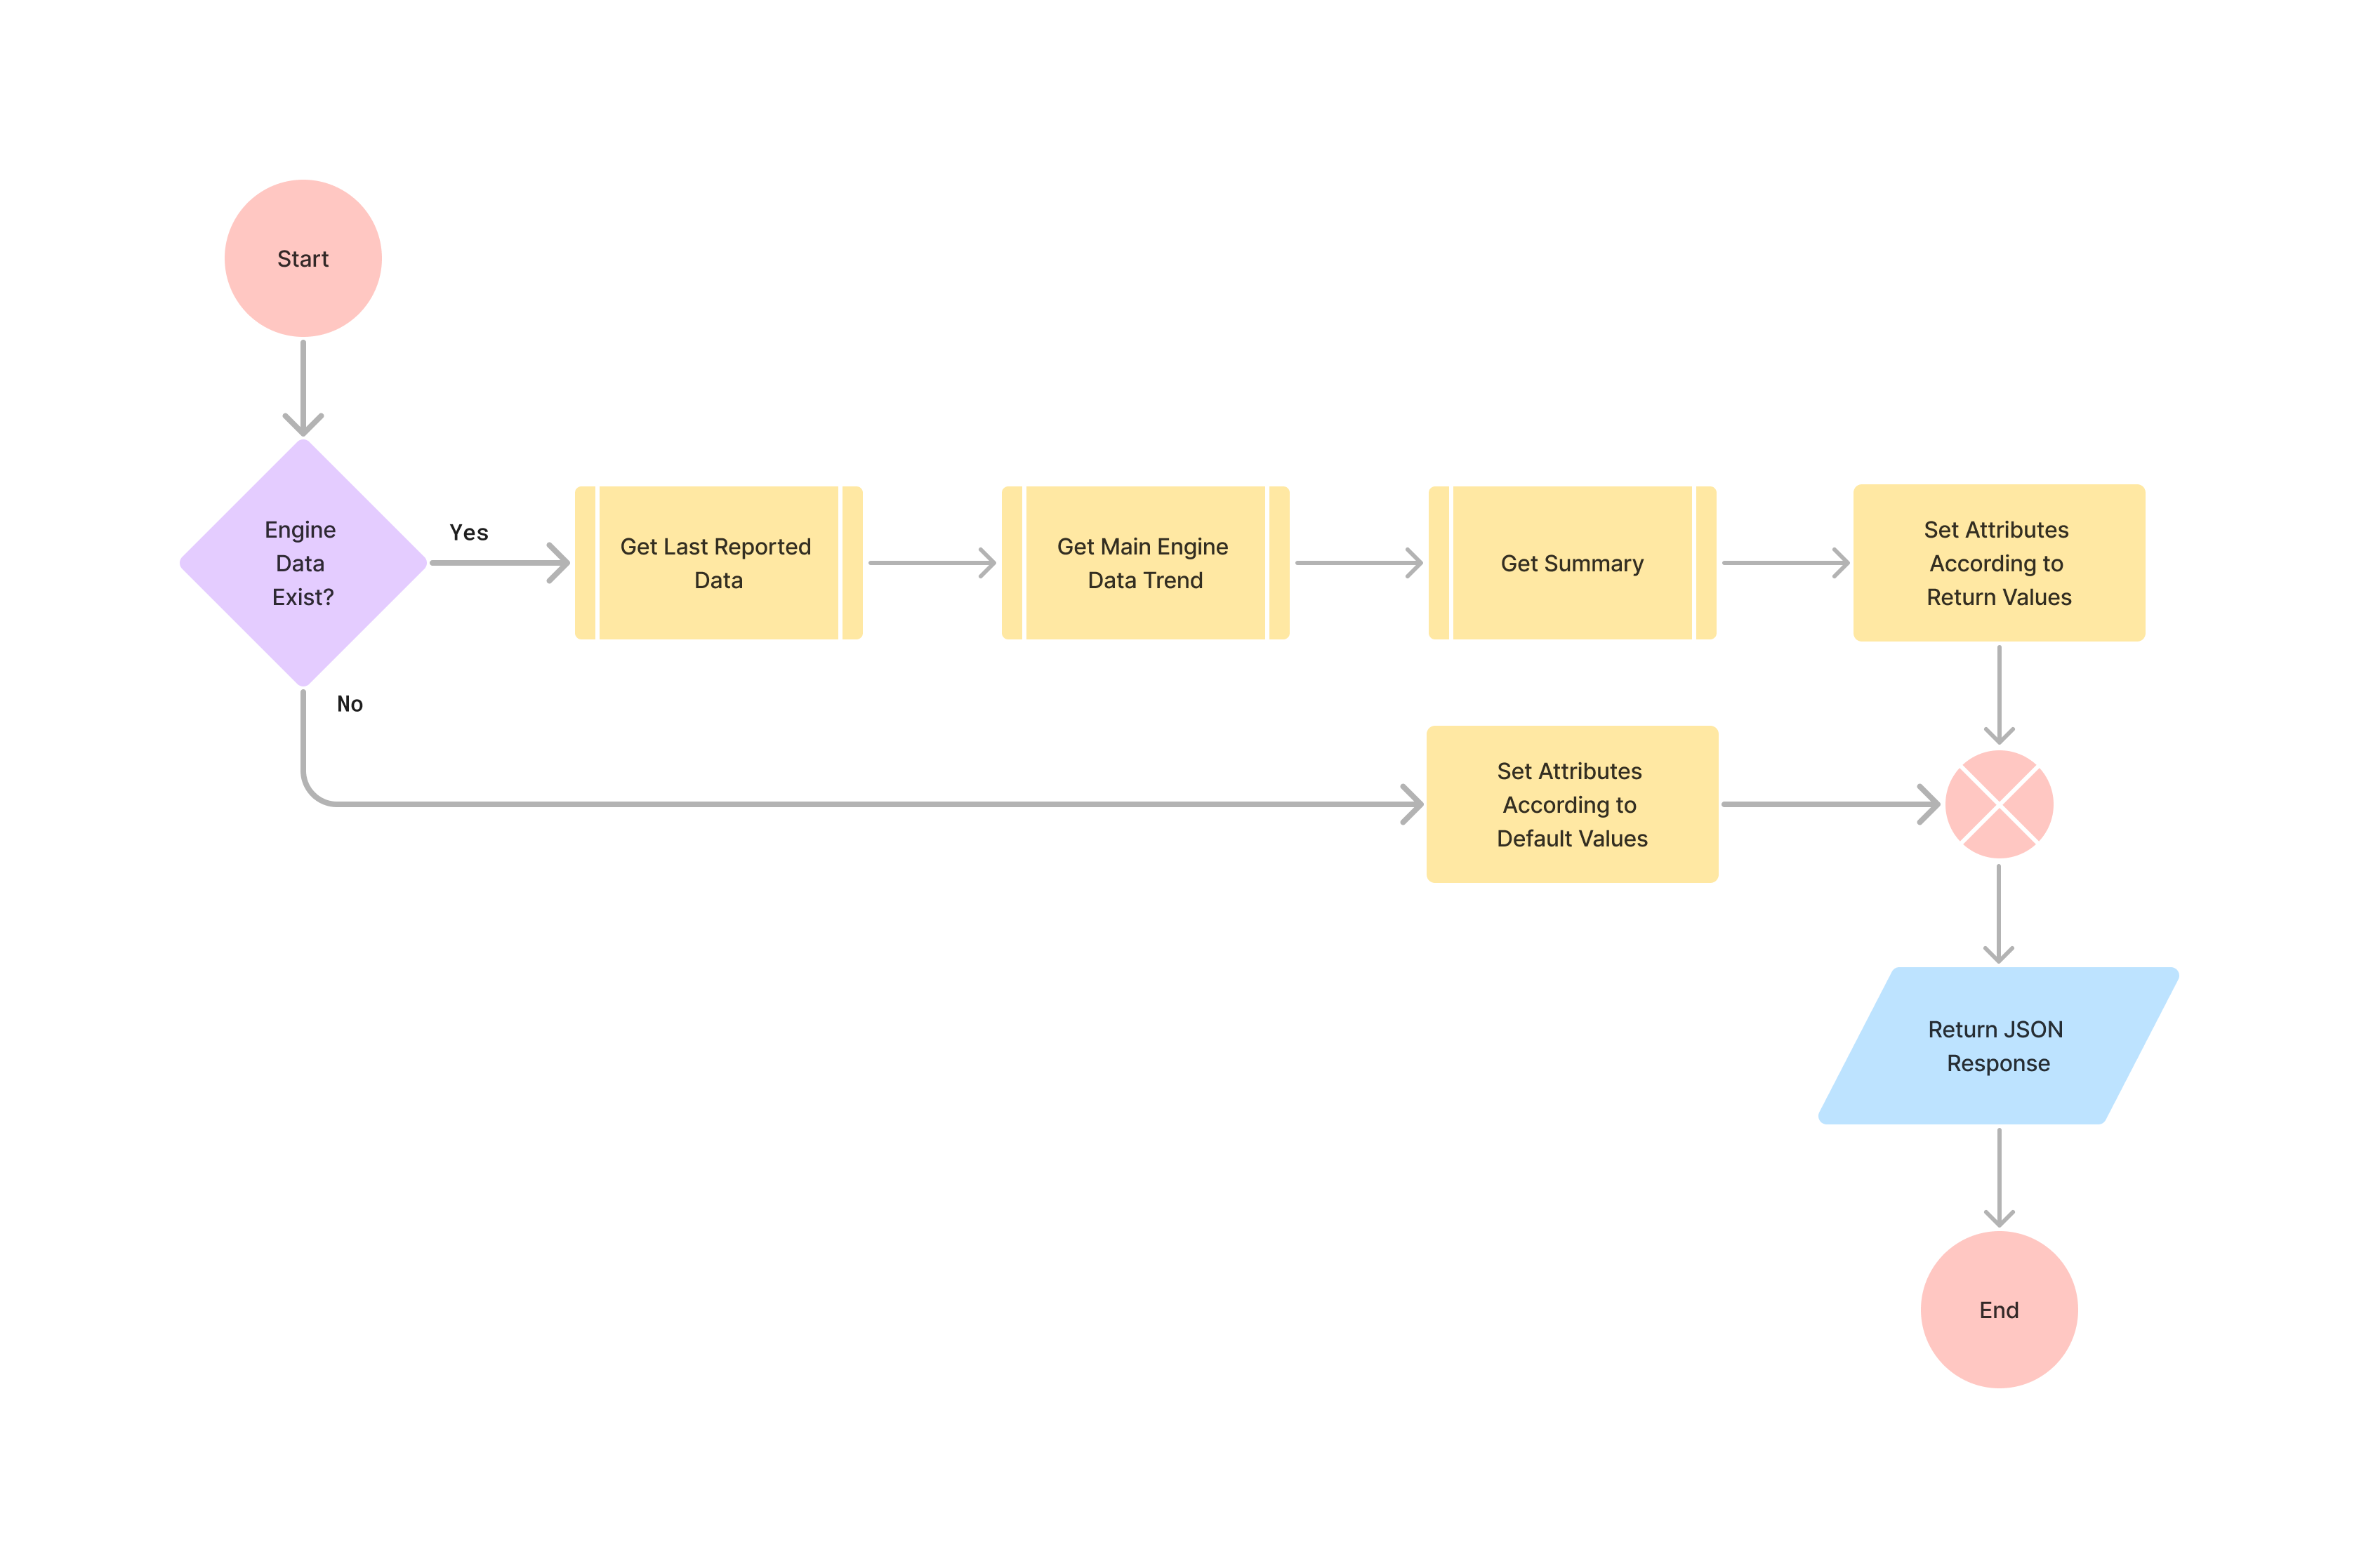 Start
Engine
Data
Exist?
Yes
No
Get Last Reported
Data
Get Main Engine
Data Trend
Get Summary
Set Attributes
According to
Return Values
Set Attributes
According to
Default Values
Return JSON
Response
End